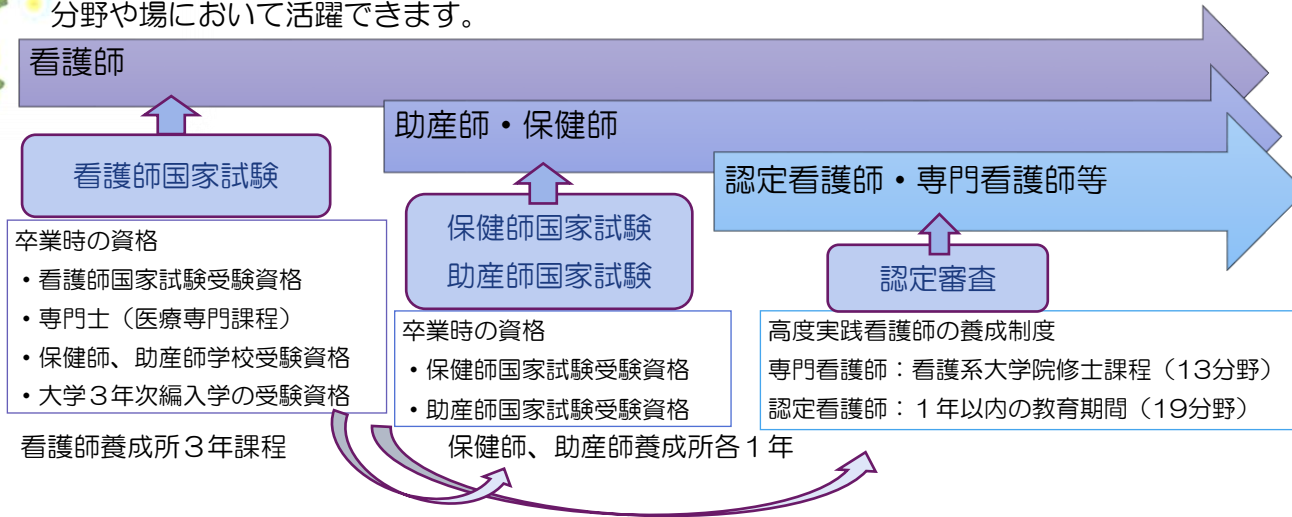 分野や場において活躍できます。
看護師
助産師・保健師
認定看護師・専門看護師等
看護師国家試験
卒業時の資格
・看護師国家試験受験資格
・専門士（医療専門課程）
・保健師、助産師学校受験資格
・大学３年次編入学の受験資格
看護師養成所３年課程
保健師国家試験
助産師国家試験
卒業時の資格
・保健師国家試験受験資格
・助産師国家試験受験資格
保健師、助産師養成所各１年
認定審査
高度実践看護師の養成制度
専門看護師：看護系大学院修士課程（13分野）
認定看護師：１年以内の教育期間（19分野）